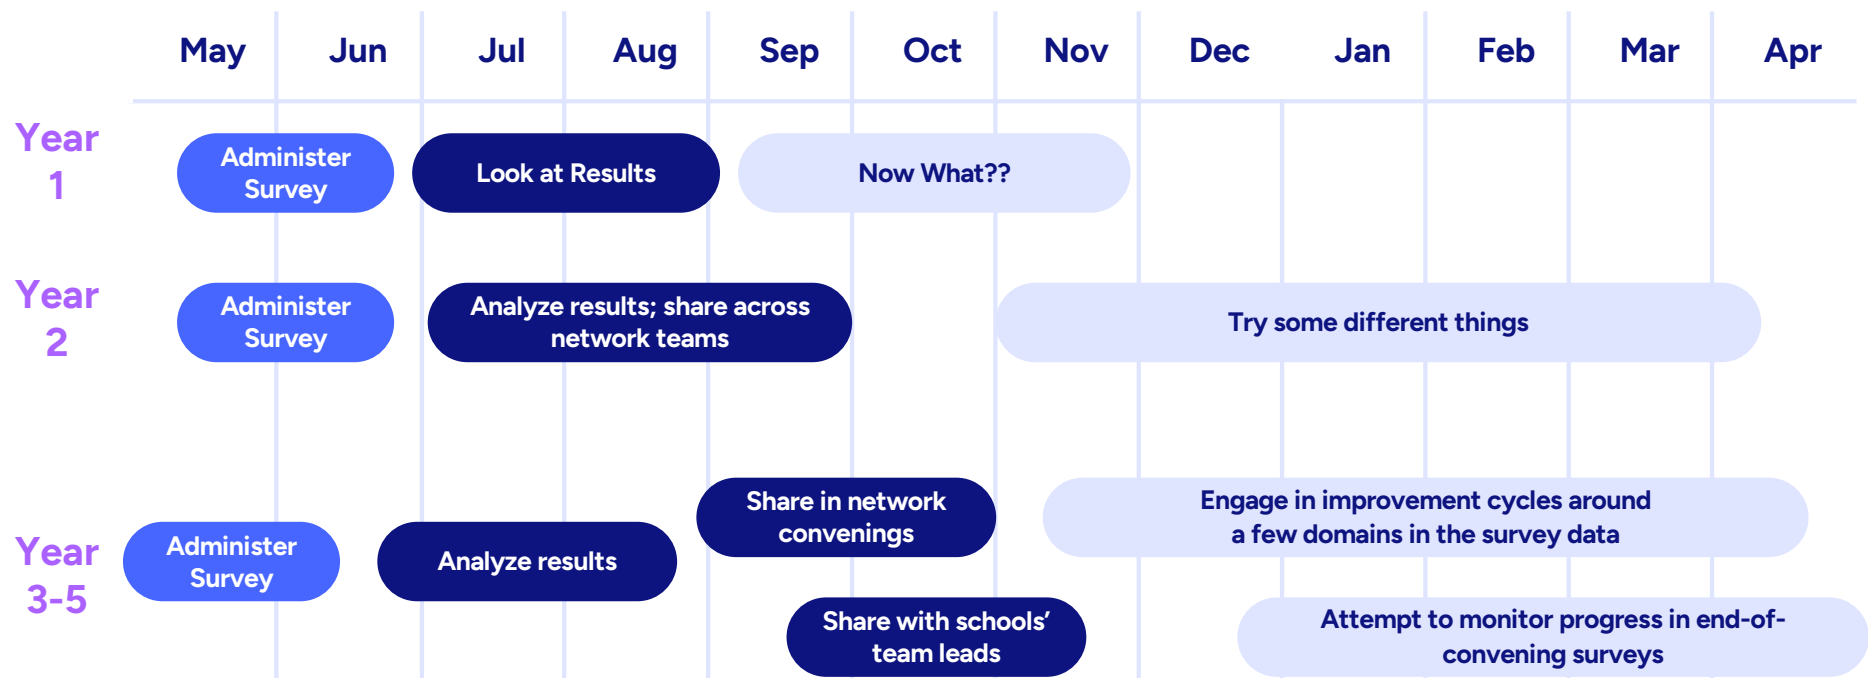 May Jun Jul Aug Sep Oct Nov Dec Jan Feb Mar Apr
Year
1
Administer
Survey
Look at Results
Now What??
Year
2
Administer
Survey
Analyze results; share across
network teams
Try some different things
Year
3-5
Administer
Survey
Analyze results
Share in network
convenings
Share with schools’
team leads
Engage in improvement cycles around
a few domains in the survey data
Attempt to monitor progress in end-of-
convening surveys